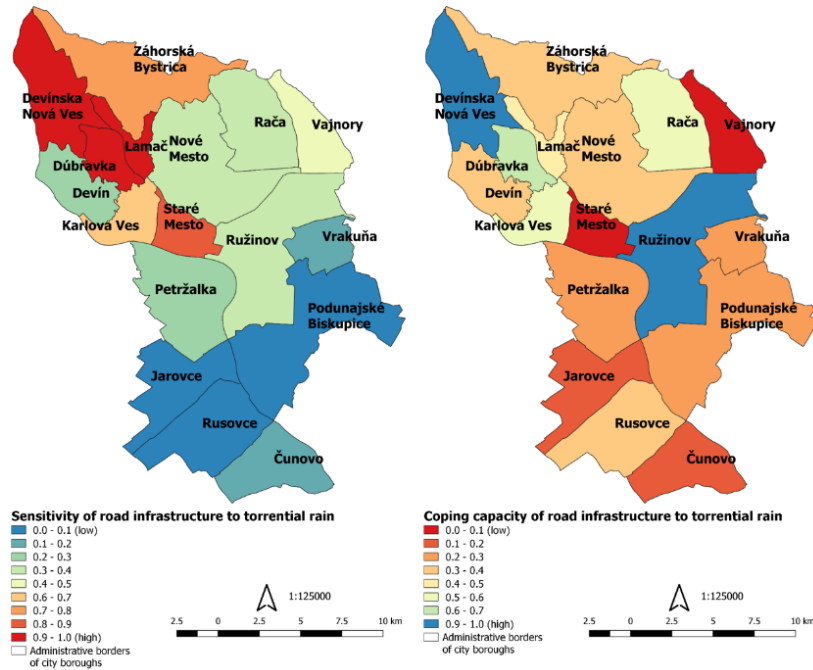 Záhorská
Bystrica
Devínska
Nová Ves
Lamač
Nové
Mesto
Rača
Vajnory
Dúbravka
Devín
Karlova Ves
Staré
Mesto
Ružinov
Vrakuňa
Petržalka
Podunajské
Biskupice
Jarovce
Rusovce
Čunovo
Sensitivity of road infrastructure to torrential rain
0.0 - 0.1 (low)
0.1 - 0.2
0.2 - 0.3
0.3 - 0.4
0.4 - 0.5
0.6 - 0.7
0.7 - 0.8
0.8 - 0.9
0.9 - 1.0 (high)
Administrative borders
of city boroughs
1:125000
2.5 0 2.5 5 7.5 10 km
Záhorská
Bystrica
Devínska
Nová Ves
Lamač
Nové
Mesto
Rača
Vajnory
Dúbravka
Devín
Karlova Ves
Staré
Mesto
Ružinov
Vrakuňa
Petržalka
Podunajské
Biskupice
Jarovce
Rusovce
Čunovo
Coping capacity of road infrastructure to torrential rain
0.0 - 0.1 (low)
0.1 - 0.2
0.2 - 0.3
0.3 - 0.4
0.4 - 0.5
0.5 - 0.6
0.6 - 0.7
0.9 - 1.0 (high)
Administrative borders
of city boroughs
1:125000
2.5 0 2.5 5 7.5 10 km